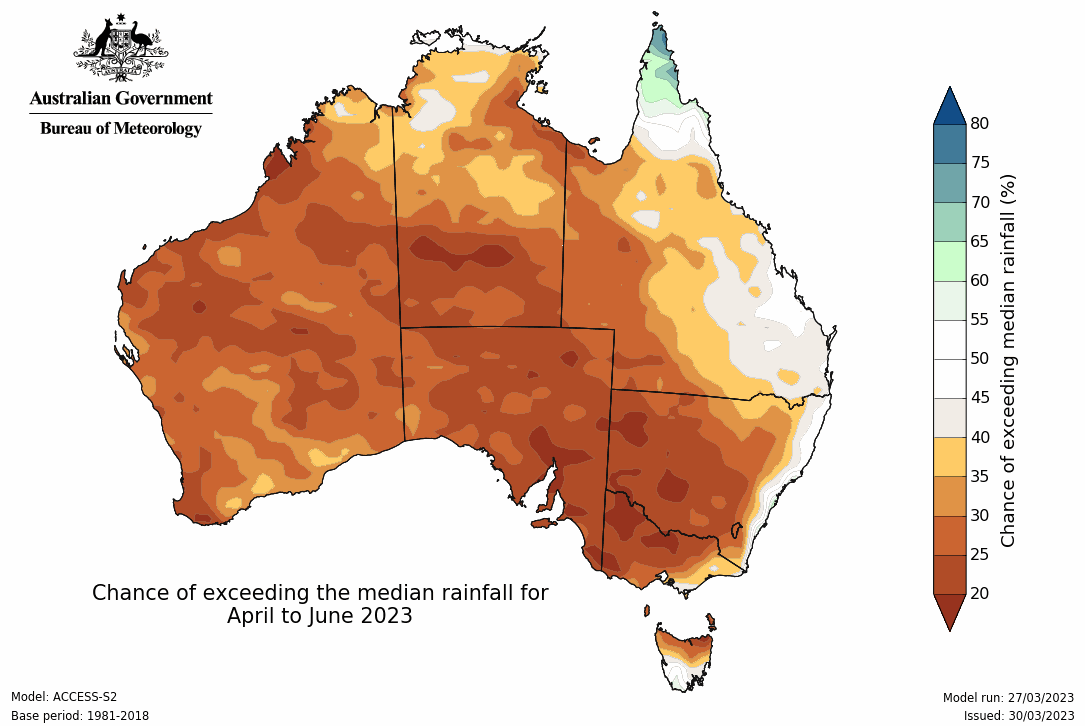 Australian Government
Bureau of Meteorology
80
75
70
65
60
55
50
45
40
35
30
25
20
Chance of exceeding median rainfall (%)
Chance of exceeding the median rainfall for
April to June 2023
Model: ACCESS-S2
Base period: 1981-2018
Model run: 27/03/2023
Issued: 30/03/2023